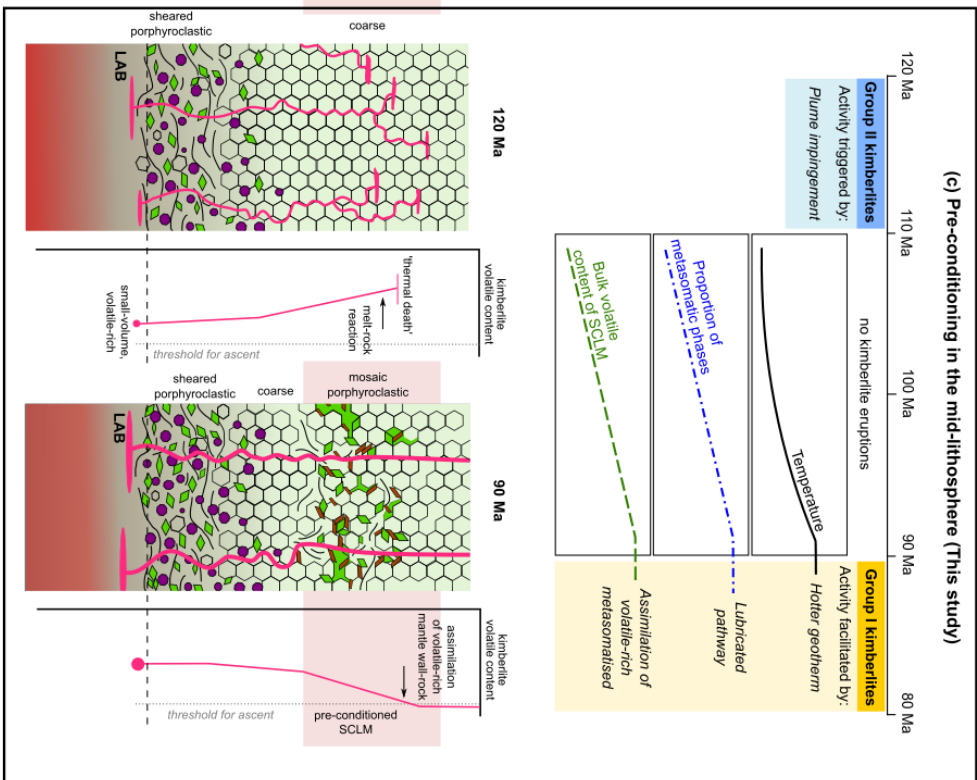 (c) Pre-conditioning in the mid-lithosphere (This study)
120 Ma
110 Ma
100 Ma
90 Ma
80 Ma
Group II kimberlites
Activity triggered by:
Plume impingement
no kimberlite eruptions
Group I kimberlites
Activity facilitated by:
Temperature
Hotter geotherm
Proportion of
metasomatic phases
Lubricated
pathway
Bulk volatile
content of SCLM
Assimilation of
volatile-rich
metasomatised
120 Ma
coarse
sheared
porphyroclastic
LAB
kimberlite
volatile content
'thermal death'
melt-rock
reaction
small-volume,
volatile-rich
threshold for ascent
90 Ma
mosaic
porphyroclastic
coarse
sheared
porphyroclastic
LAB
kimberlite
volatile content
assimilation
of volatile-rich
mantle wall-rock
pre-conditioned
SCLM
threshold for ascent